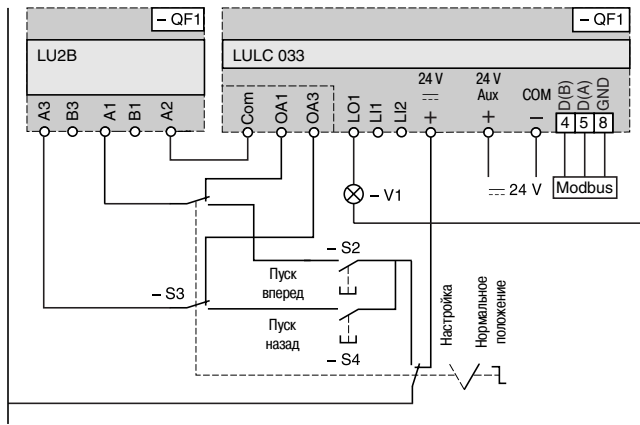 – QF1
– QF1
LU2B
LULC 033
A3
B3
A1
B1
A2
Com
OA1
OA3
LO1
LI1
LI2
24 V
+
24 V
Aux
+
COM
–
D(B)
D(A)
GND
4
5
8
24 V
Modbus
– V1
– S2
Пуск
вперед
– S3
Пуск
назад
– S4
Настройка
Нормальное
положение